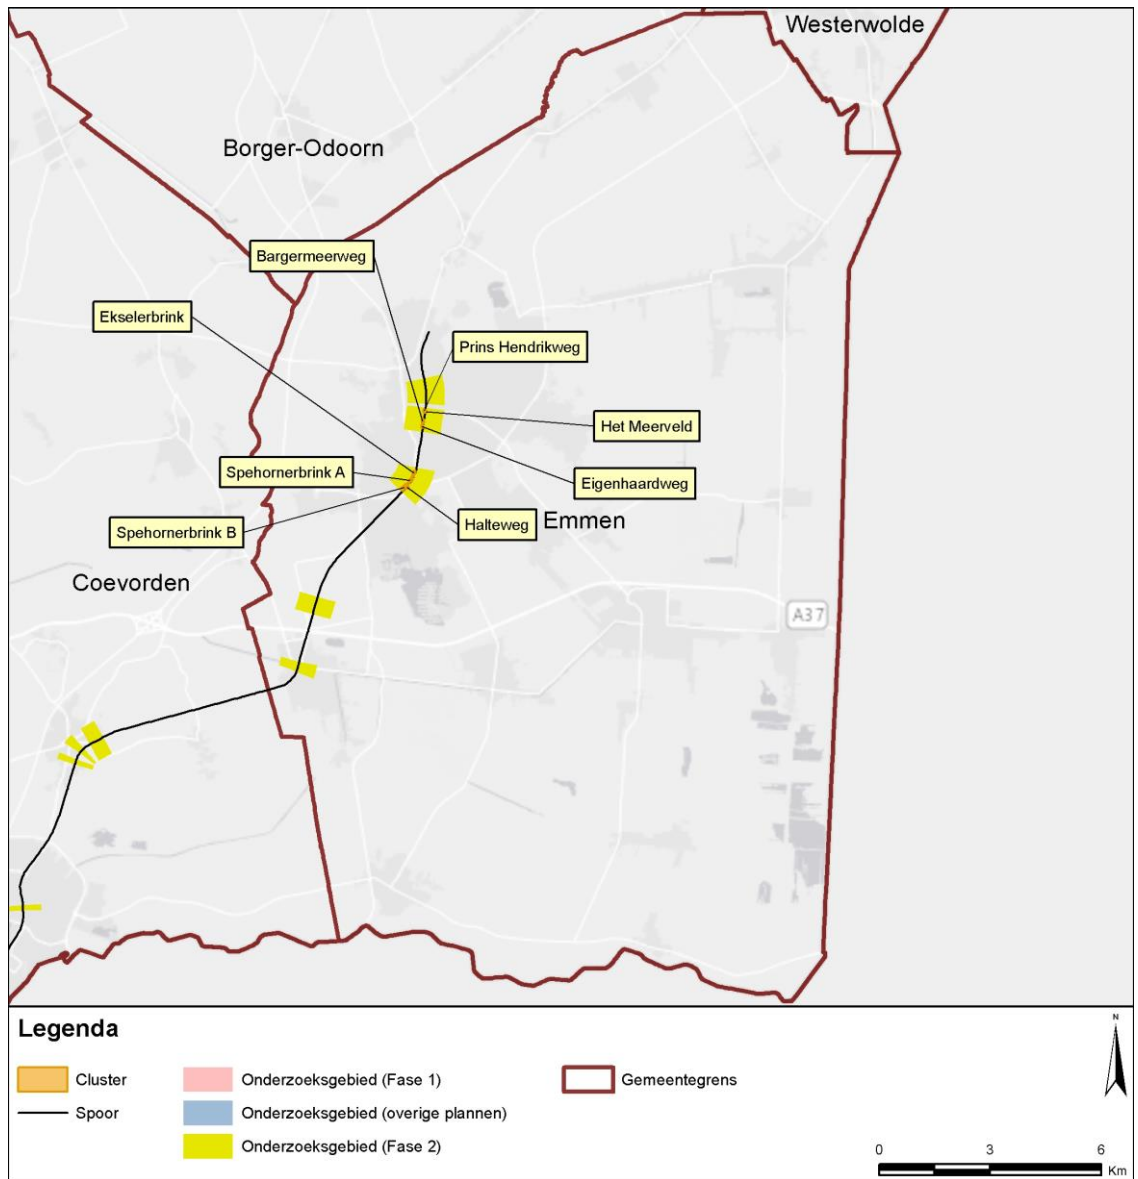 Westerwolde
Borger-Odoorn
Bargermeerweg
Ekselerbrink
Prins Hendrikweg
Het Meerveld
Spehornerbrink A
Eigenhaardweg
Spehornerbrink B
Halteweg
Emmen
Coevorden
A37
Legenda
Cluster
Spoor
Onderzoeksgebied (Fase 1)
Onderzoeksgebied (overige plannen)
Onderzoeksgebied (Fase 2)
Gemeentegrens
N
0 3 6
Km